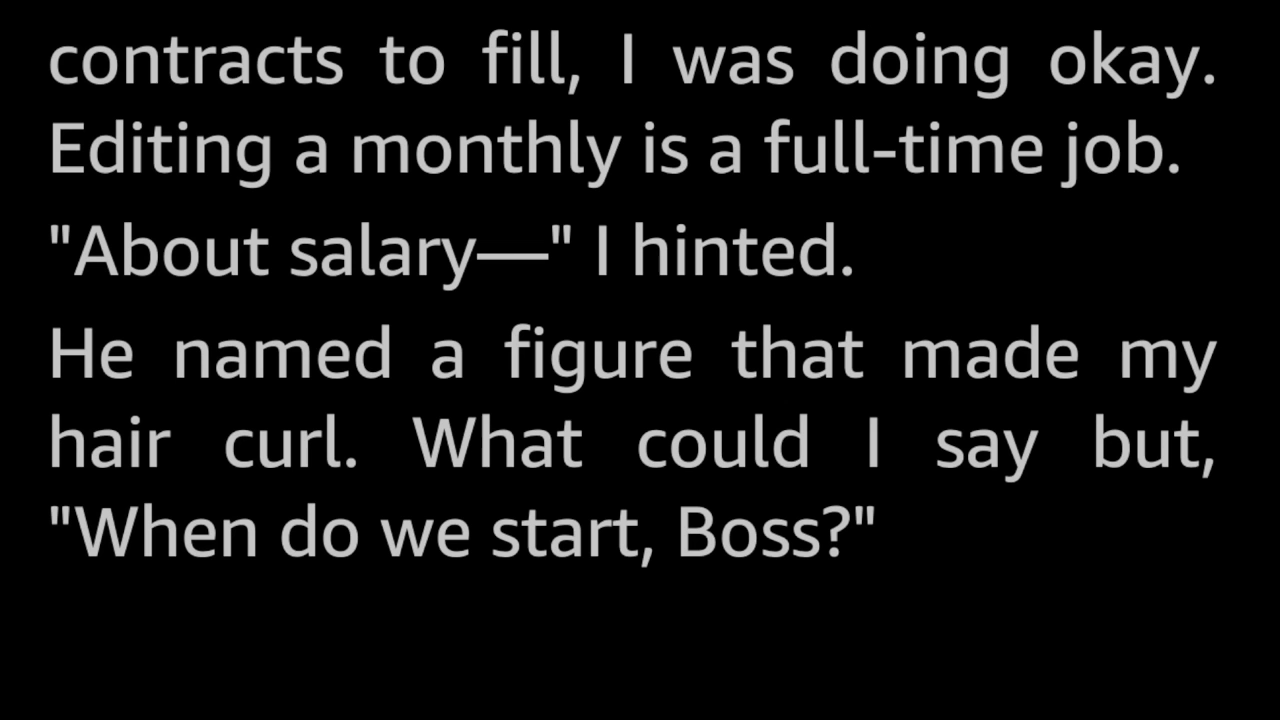 contracts to fill, I was doing okay.
Editing a monthly is a full-time job.
"About salary—" I hinted.
He named a figure that made my
hair curl. What could I say but,
"When do we start, Boss?"